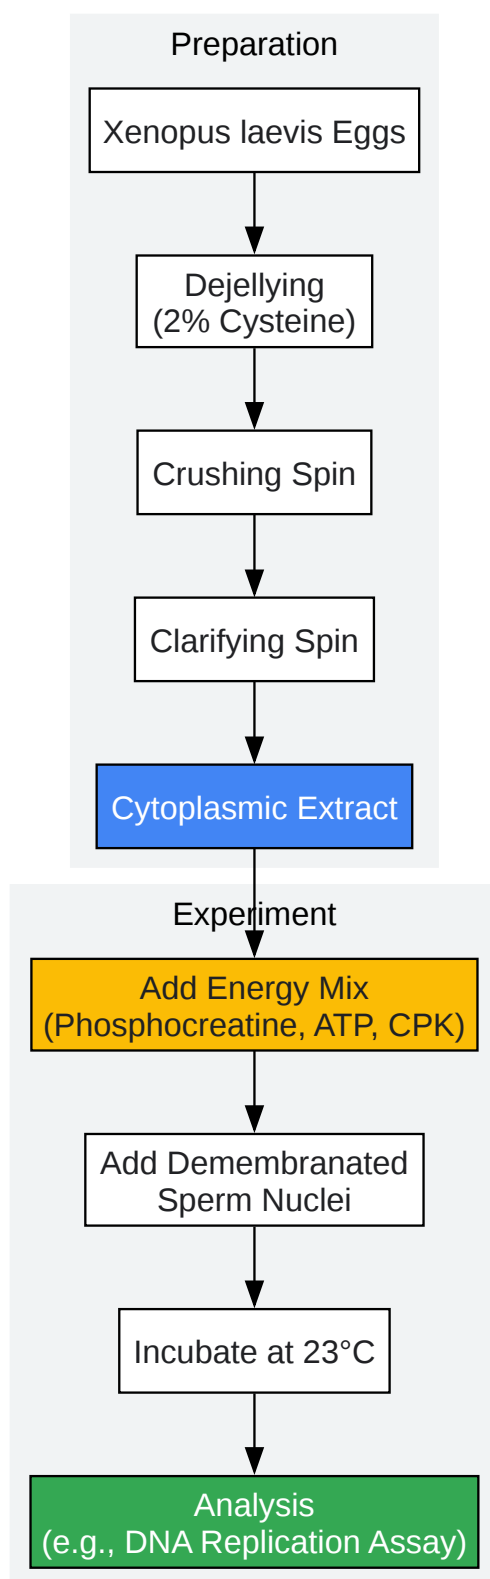 Preparation
Xenopus laevis Eggs
Dejellying
(2% Cysteine)
Crushing Spin
Clarifying Spin
Cytoplasmic Extract
Experiment
Add Energy Mix
(Phosphocreatine, ATP, CPK)
Add Demembranated
Sperm Nuclei
Incubate at 23°C
Analysis
(e.g., DNA Replication Assay)